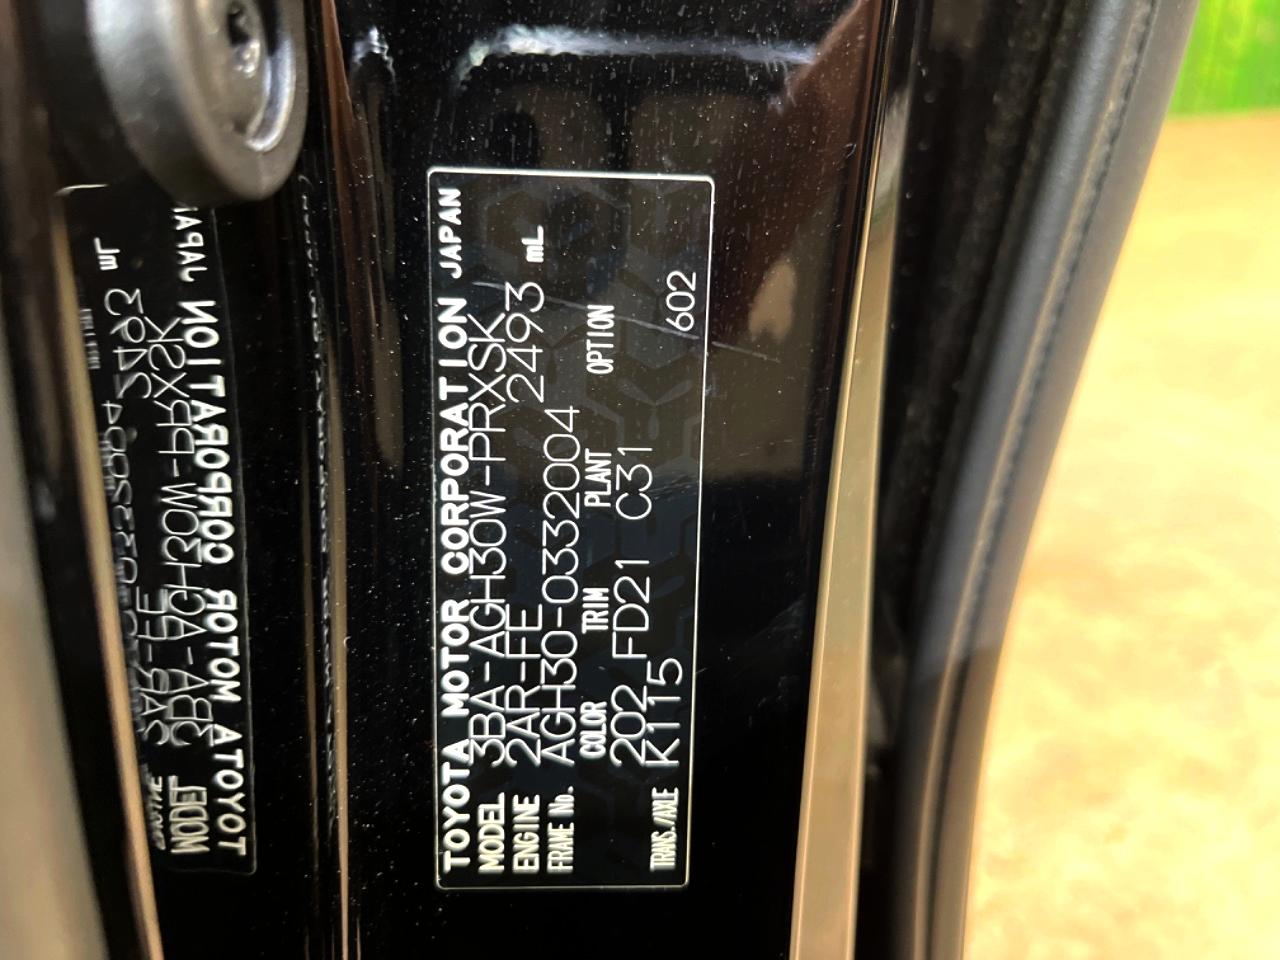 TOYOTA MOTOR CORPORATION JAPAN
MODEL 3BA-AGH30W-PRXSK
ENGINE 2AR-FE 2493 mL
FRAME No. AGH30-0332004
COLOR TRIM PLANT OPTION
202 FD21 C31
TRANS./AXLE K115 602